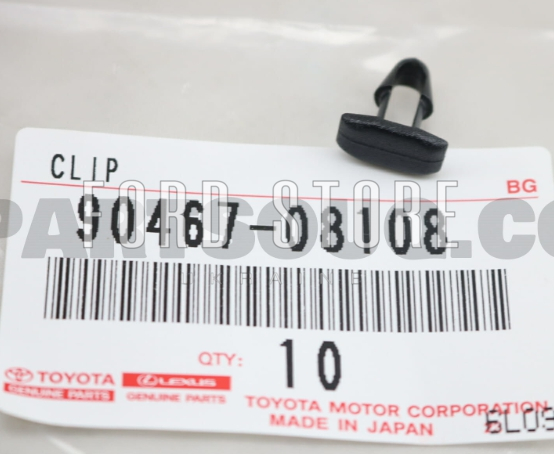 CLIP
BG
FORD STORE
PARTSOUQ.CO
90467-08108
UKRAINE
QTY: 10
TOYOTA LEXUS
GENUINE PARTS GENUINE PARTS
TOYOTA MOTOR CORPORATION
MADE IN JAPAN